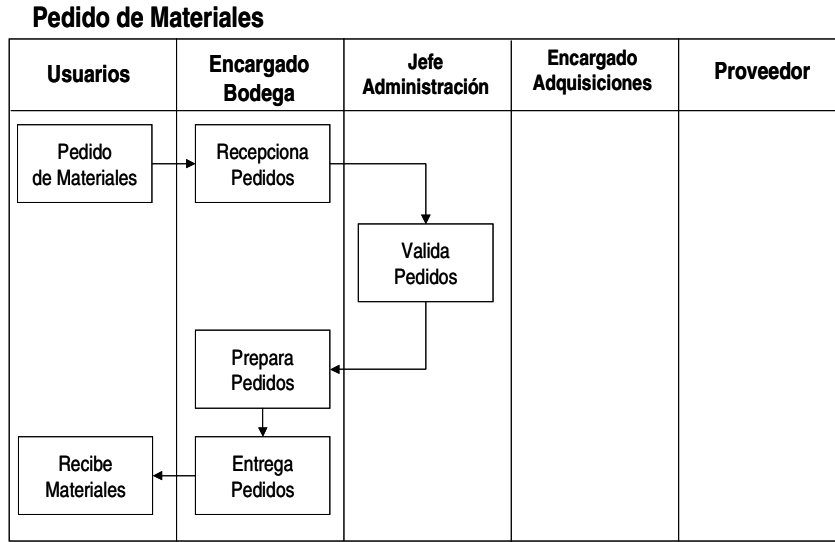 Pedido de Materiales
Usuarios
Encargado
Bodega
Jefe
Administración
Encargado
Adquisiciones
Proveedor
Pedido
de Materiales
Recepciona
Pedidos
Valida
Pedidos
Prepara
Pedidos
Recibe
Materiales
Entrega
Pedidos